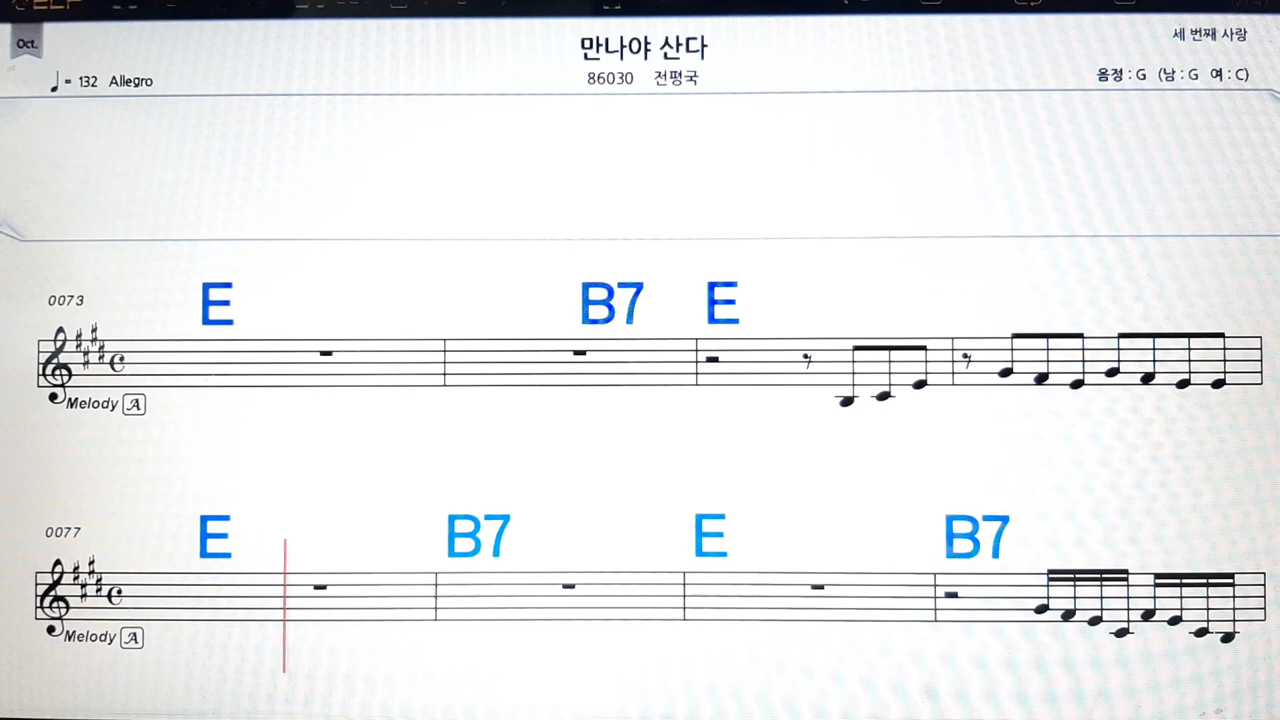 Oct.
만나야 산다
세 번째 사랑
♩= 132 Allegro
86030 전평국
음정 : G (남 : G 여 : C)
0073
E B7 E
Melody A
0077
E B7 E B7
Melody A